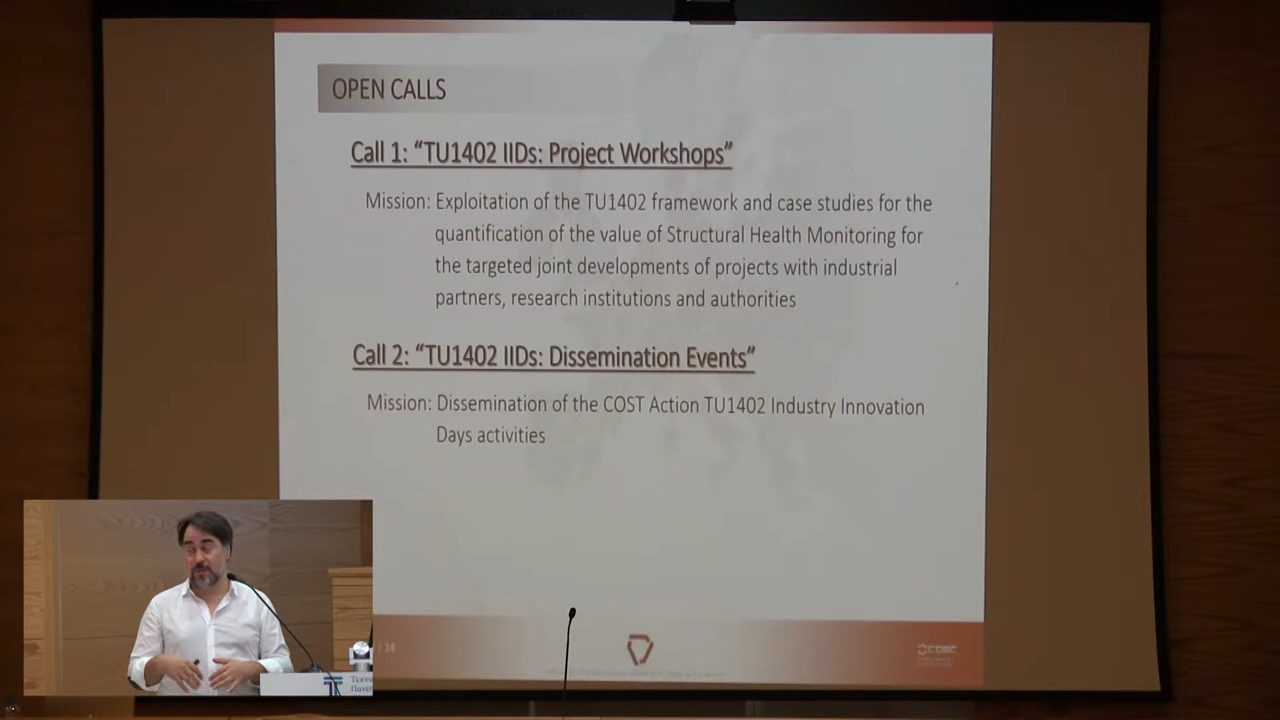 OPEN CALLS
Call 1: “TU1402 IIDs: Project Workshops”
Mission: Exploitation of the TU1402 framework and case studies for the
quantification of the value of Structural Health Monitoring for
the targeted joint developments of projects with industrial
partners, research institutions and authorities
Call 2: “TU1402 IIDs: Dissemination Events”
Mission: Dissemination of the COST Action TU1402 Industry Innovation
Days activities
| 14